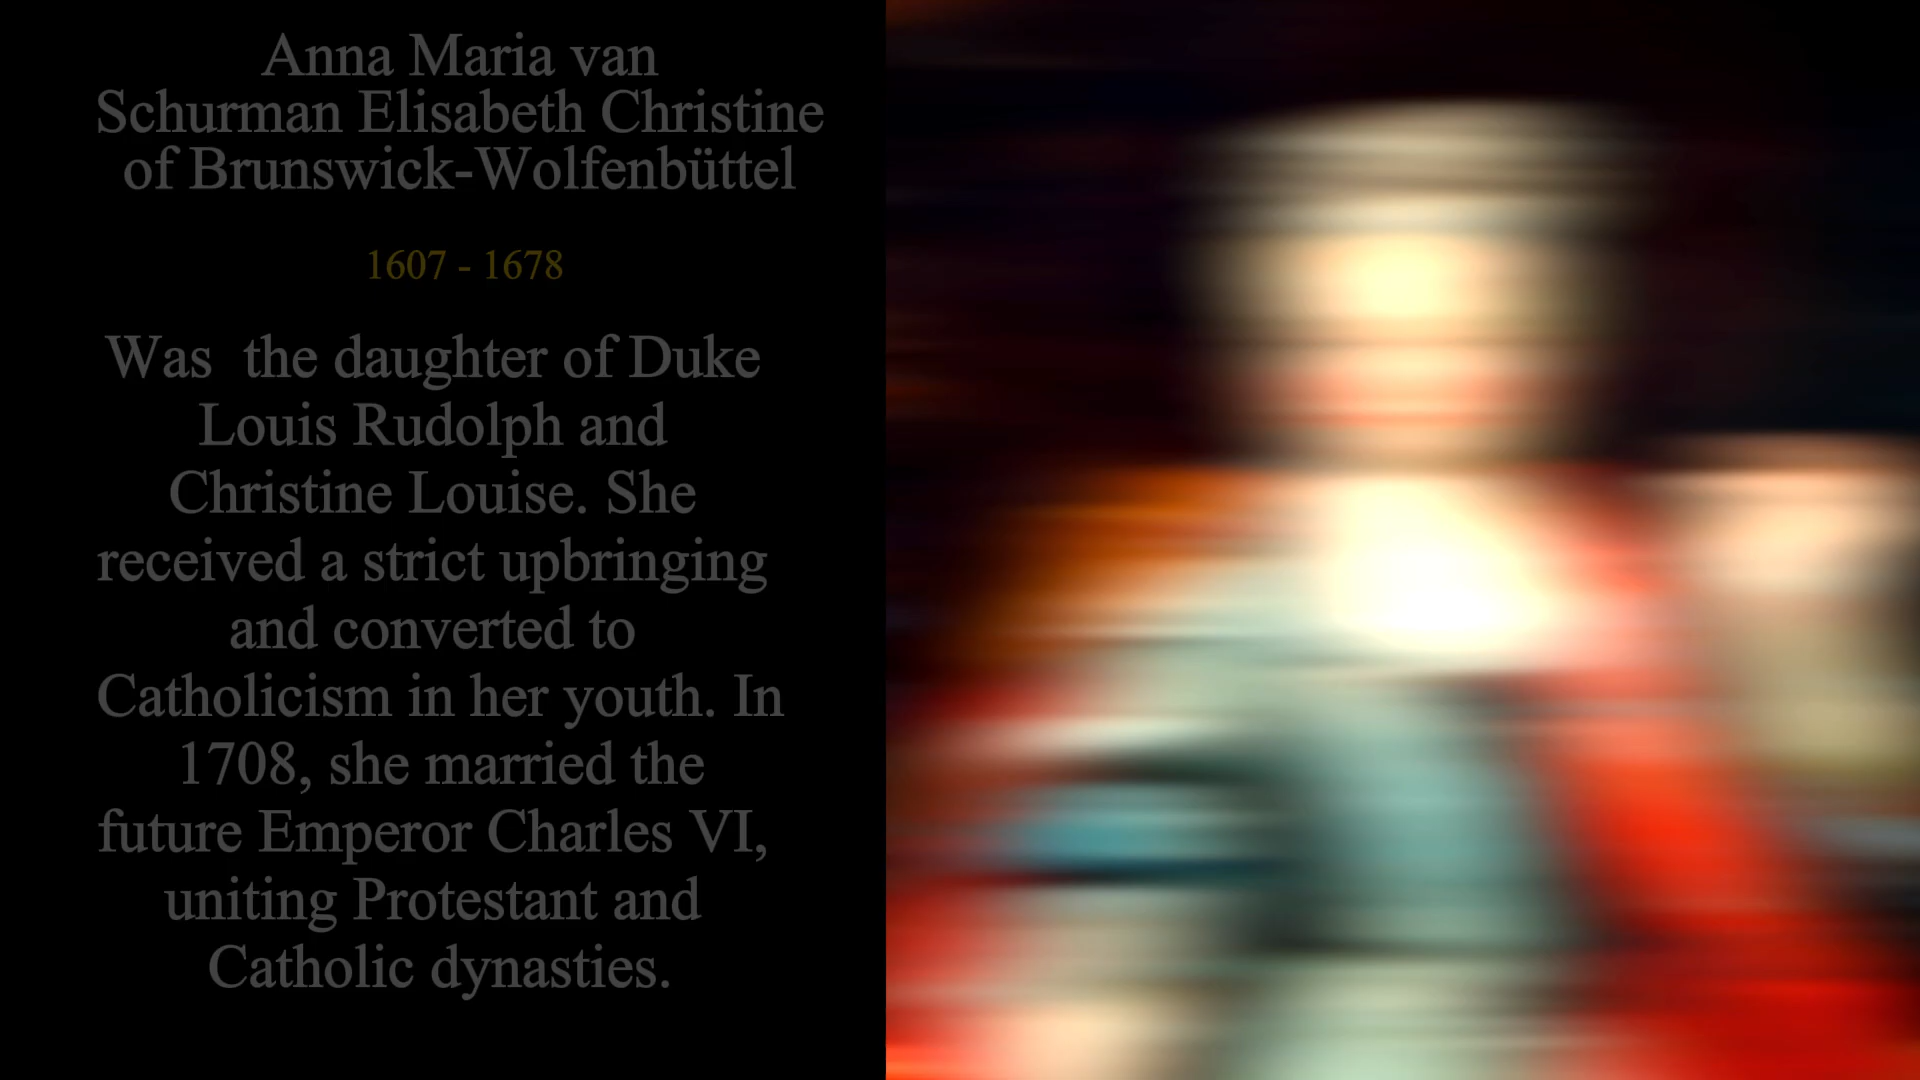 Anna Maria van
Schurman Elisabeth Christine
of Brunswick-Wolfenbüttel
1607 - 1678
Was the daughter of Duke
Louis Rudolph and
Christine Louise. She
received a strict upbringing
and converted to
Catholicism in her youth. In
1708, she married the
future Emperor Charles VI,
uniting Protestant and
Catholic dynasties.